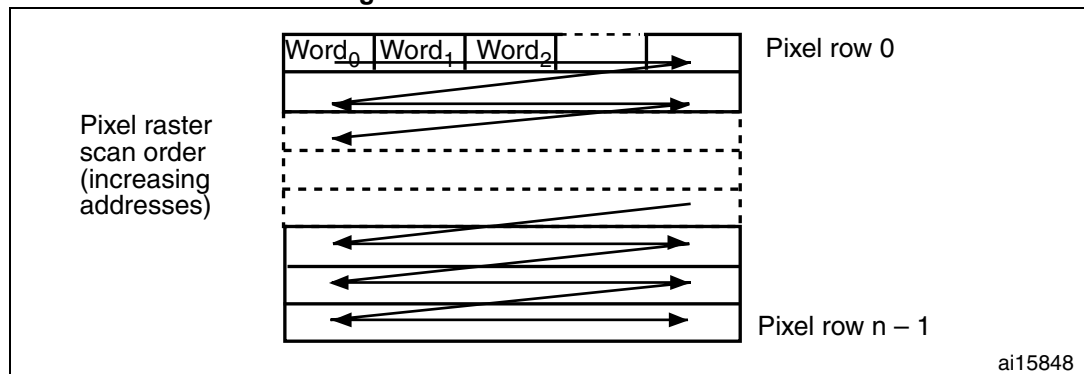 Word0 Word1 Word2
Pixel row 0
Pixel raster
scan order
(increasing
addresses)
Pixel row n – 1
ai15848